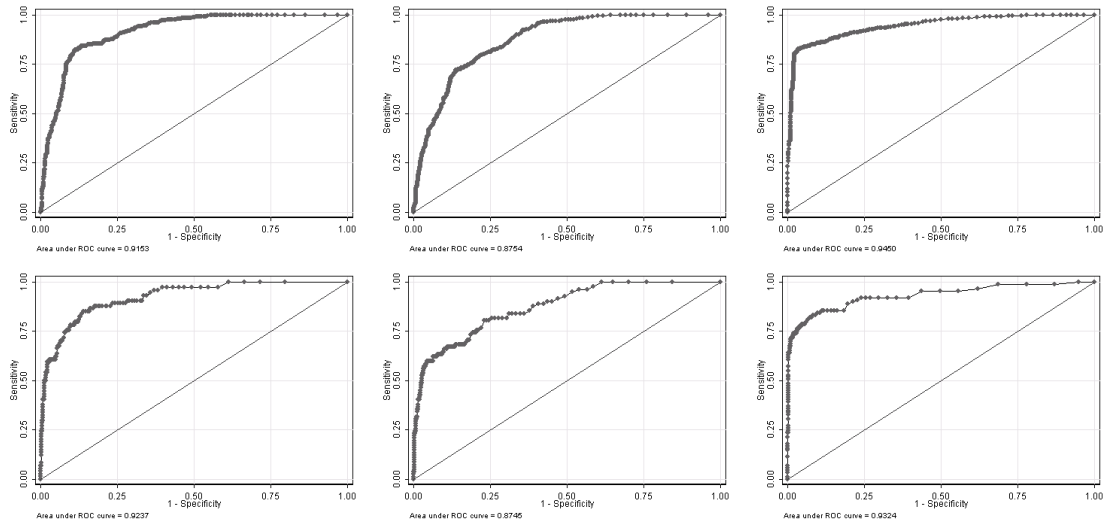 1.00
0.75
0.50
0.25
0.00
Sensitivity
0.00 0.25 0.50 0.75 1.00
1 - Specificity
Area under ROC curve = 0.9153
1.00
0.75
0.50
0.25
0.00
Sensitivity
0.00 0.25 0.50 0.75 1.00
1 - Specificity
Area under ROC curve = 0.8754
1.00
0.75
0.50
0.25
0.00
Sensitivity
0.00 0.25 0.50 0.75 1.00
1 - Specificity
Area under ROC curve = 0.9450
1.00
0.75
0.50
0.25
0.00
Sensitivity
0.00 0.25 0.50 0.75 1.00
1 - Specificity
Area under ROC curve = 0.9237
1.00
0.75
0.50
0.25
0.00
Sensitivity
0.00 0.25 0.50 0.75 1.00
1 - Specificity
Area under ROC curve = 0.8745
1.00
0.75
0.50
0.25
0.00
Sensitivity
0.00 0.25 0.50 0.75 1.00
1 - Specificity
Area under ROC curve = 0.9324